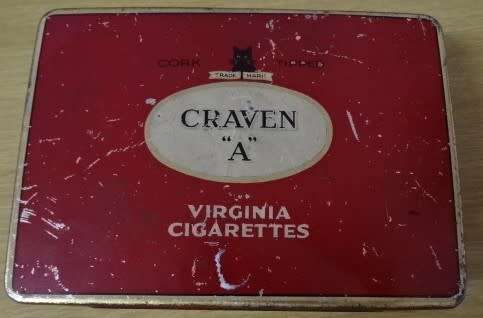 CORK TIPPED
TRADE MARK
CRAVEN
"A"
VIRGINIA
CIGARETTES